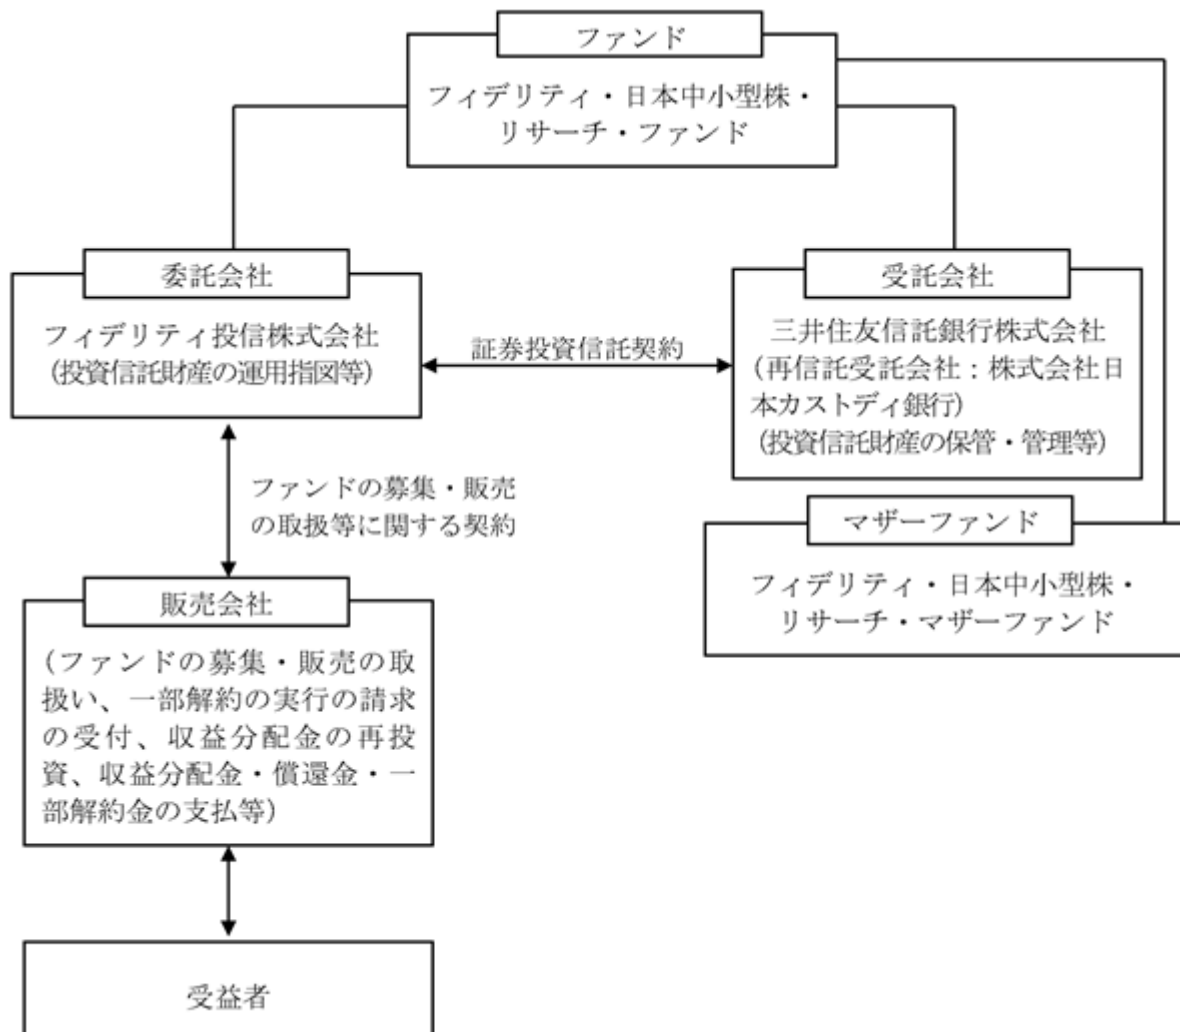 ファンド
フィデリティ・日本中小型株・
リサーチ・ファンド
委託会社
フィデリティ投信株式会社
(投資信託財産の運用指図等)
証券投資信託契約
受託会社
三井住友信託銀行株式会社
(再信託受託会社：株式会社日
本カストディ銀行)
(投資信託財産の保管・管理等)
ファンドの募集・販売
の取扱等に関する契約
マザーファンド
フィデリティ・日本中小型株・
リサーチ・マザーファンド
販売会社
(ファンドの募集・販売の取
扱い、一部解約の実行の請求
の受付、収益分配金の再投
資、収益分配金・償還金・一
部解約金の支払等)
受益者